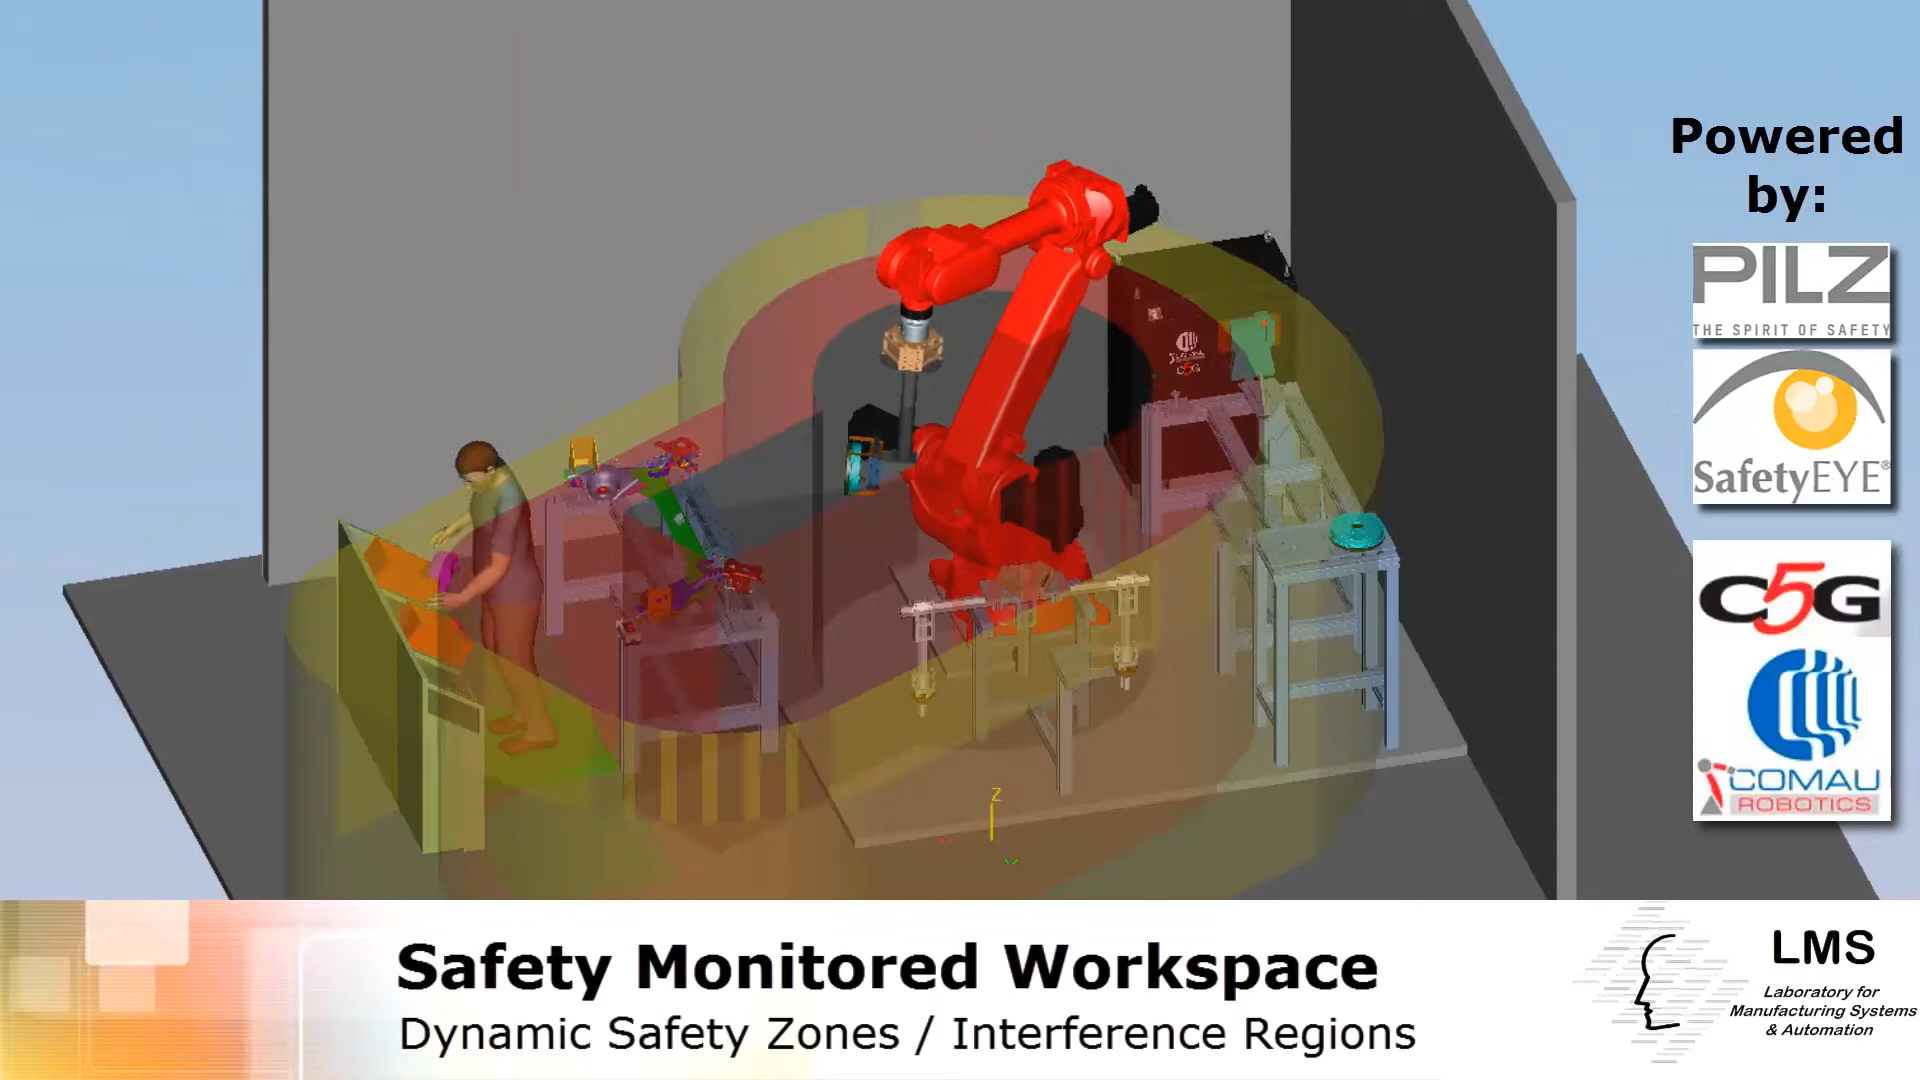 Powered
by:
PILZ
THE SPIRIT OF SAFETY
SafetyEYE®
C5G
COMAU
ROBOTICS
C5G
Z
Safety Monitored Workspace
Dynamic Safety Zones / Interference Regions
LMS
Laboratory for
Manufacturing Systems
& Automation